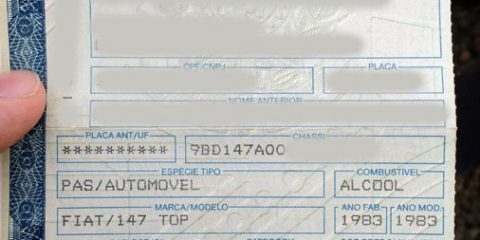 CPF/CNPJ PLACA
NOME ANTERIOR
PLACA ANT/UF CHASSI
********** 9BD147A00
ESPÉCIE TIPO COMBUSTÍVEL
PAS/AUTOMOVEL ALCOOL
MARCA/MODELO ANO FAB. ANO MOD.
FIAT/147 TOP 1983 1983